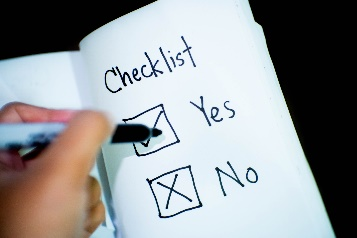 Checklist
Yes
No